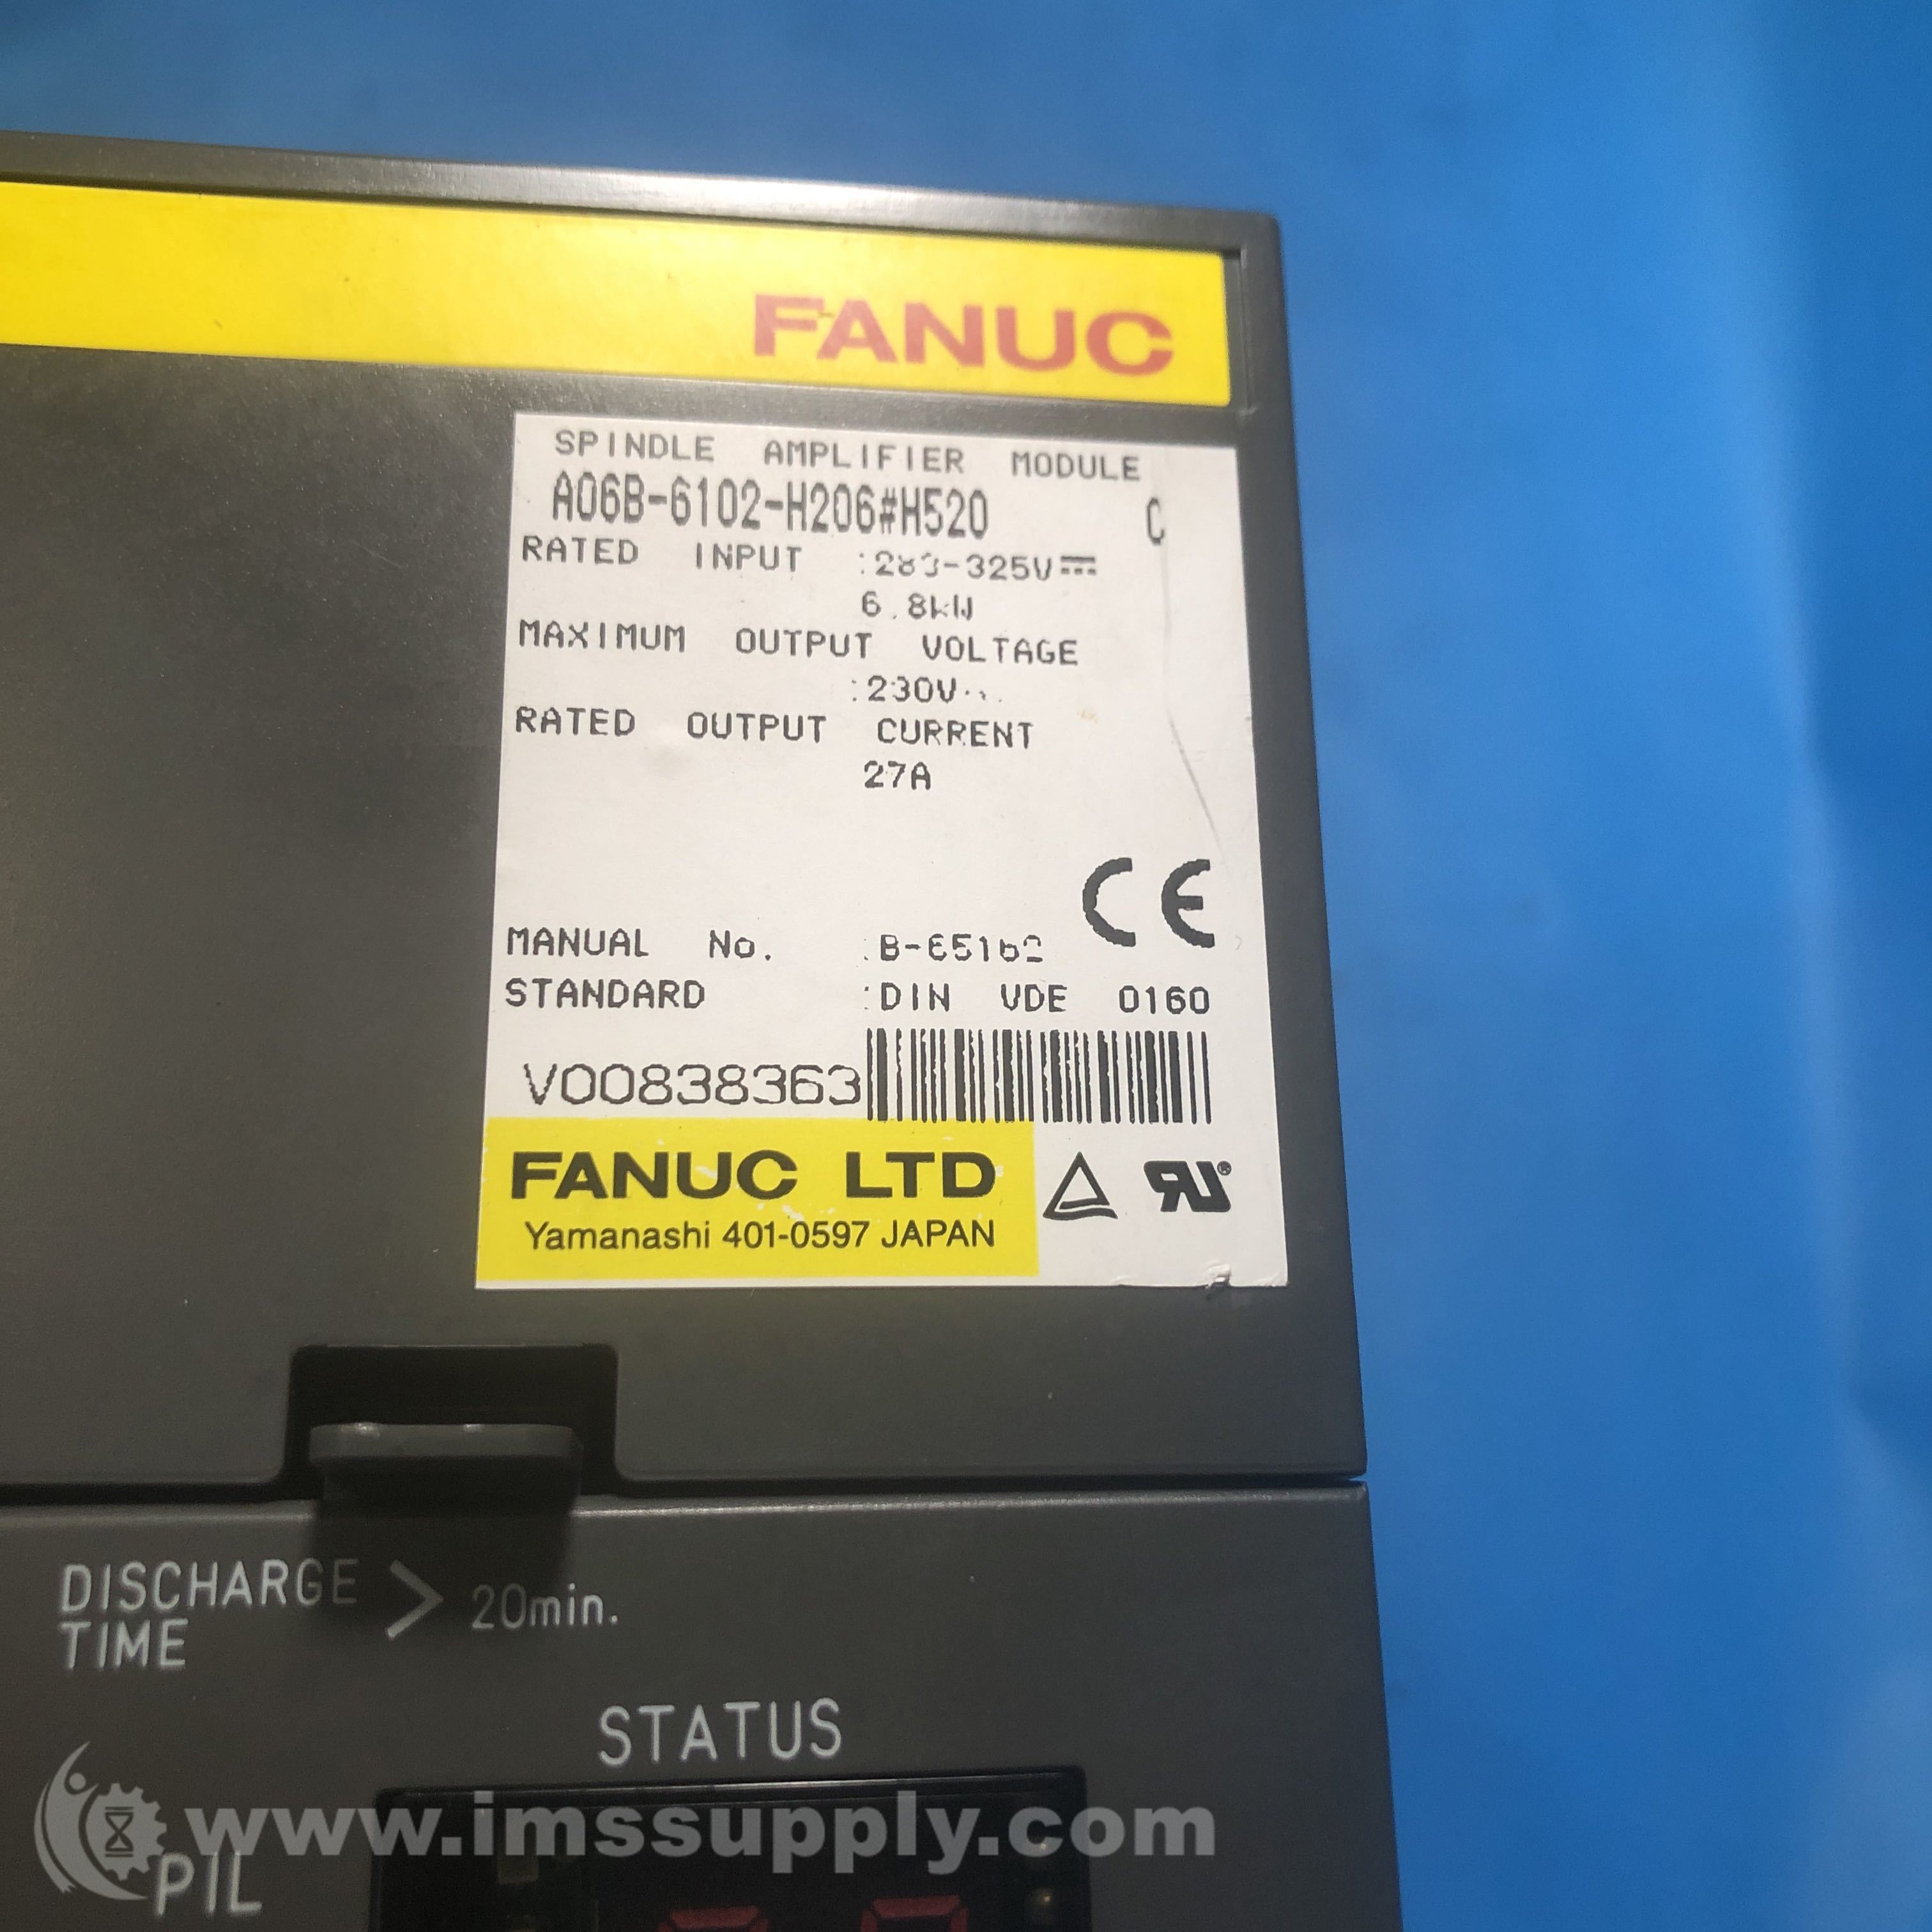 FANUC
SPINDLE AMPLIFIER MODULE
A06B-6102-H206#H520 C
RATED INPUT :283-325V⎓
6.8kW
MAXIMUM OUTPUT VOLTAGE
:230V~
RATED OUTPUT CURRENT
27A
CE
MANUAL No. :B-65162
STANDARD :DIN VDE 0160
V00838363
FANUC LTD
Yamanashi 401-0597 JAPAN
DISCHARGE > 20min.
TIME
STATUS
www.imssupply.com
PIL